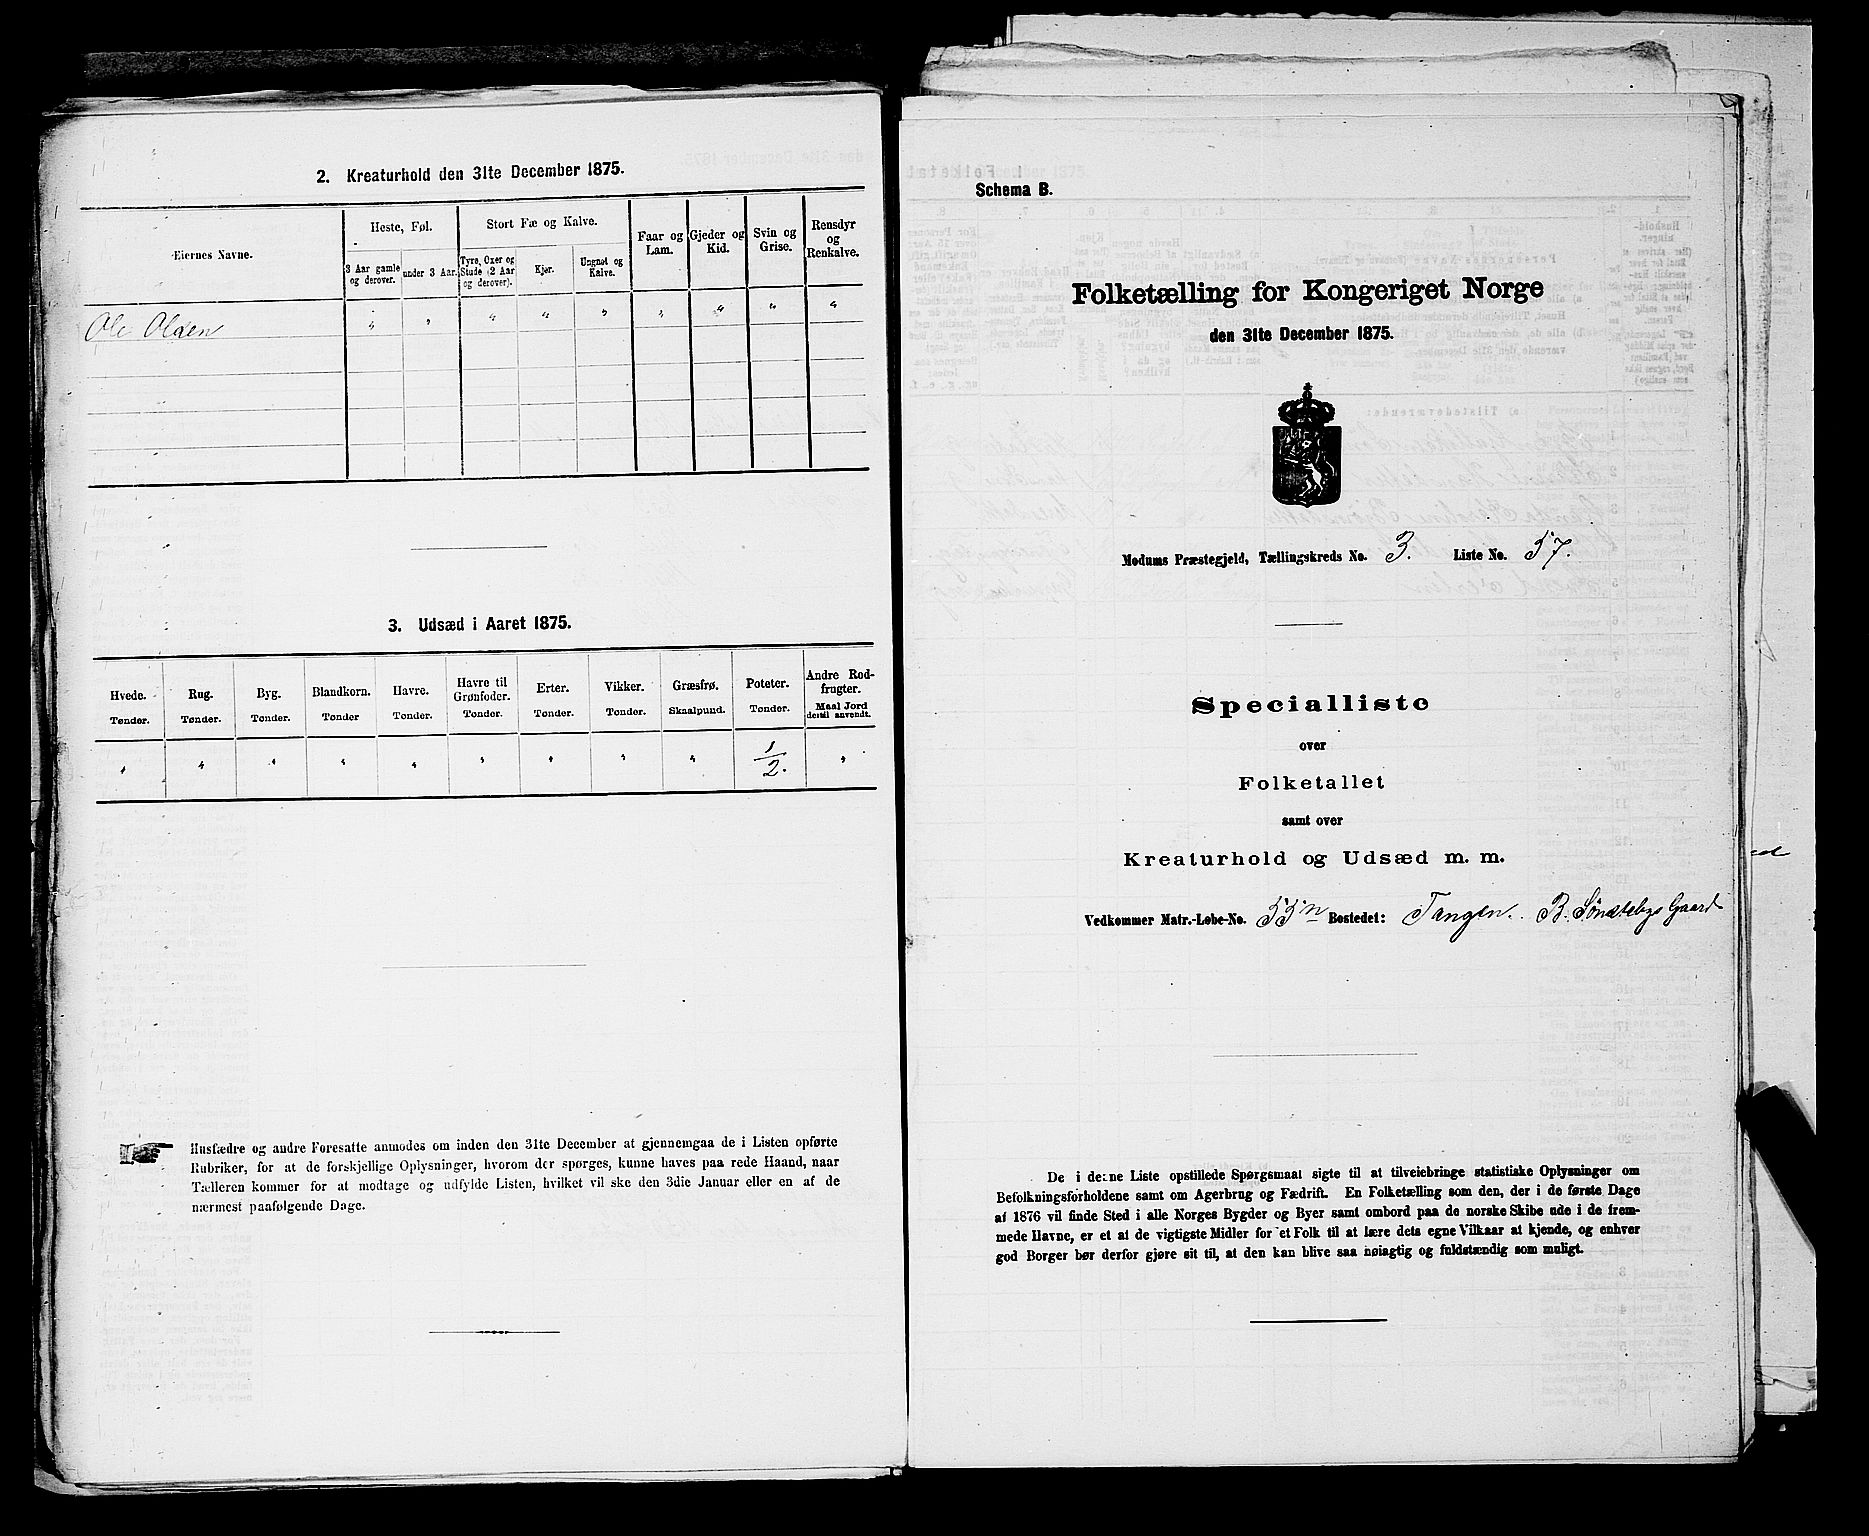 2. Kreaturhold den 31te December 1875.
Eiernes Navne.
Heste, Føl.
3 Aar gamle og derover.
under 3 Aar.
Stort Fæ og Kalve.
Tyre, Oxer og Stude (2 Aar og derover).
Kjør.
Ungnøt og Kalve.
Faar og Lam.
Gjeder og Kid.
Svin og Grise.
Rensdyr og Renkalve.
Ole Olsen " " " " " " " " "
3. Udsæd i Aaret 1875.
Hvede. Rug. Byg. Blandkorn. Havre. Havre til Grønfoder. Erter. Vikker. Græsfrø. Poteter. Andre Rodfrugter.
Tønder. Tønder. Tønder. Tønder Tønder. Tønder. Tønder. Tønder. Skaalpund. Tønder. Maal Jord dertil anvendt.
" " " " " " " " " 1/2. "
Husfædre og andre Foresatte anmodes om inden den 31te December at gjennemgaa de i Listen opførte
Rubriker, for at de forskjellige Oplysninger, hvorom der spørges, kunne haves paa rede Haand, naar
Tælleren kommer for at modtage og udfylde Listen, hvilket vil ske den 3die Januar eller en af de
nærmest paafølgende Dage.
Schema B.
Folketælling for Kongeriget Norge
den 31te December 1875.
Modums Præstegjeld, Tællingskreds No. 3. Liste No. 57.
Specialliste
over
Folketallet
samt over
Kreaturhold og Udsæd m. m.
Vedkommer Matr.-Løbe-No. 55n Bostedet: Tangen. B. Søndtebys Gaard
De i denne Liste opstillede Spørgsmaal sigte til at tilveiebringe statistiske Oplysninger om
Befolkningsforholdene samt om Agerbrug og Fædrift. En Folketælling som den, der i de første Dage
af 1876 vil finde Sted i alle Norges Bygder og Byer samt ombord paa de norske Skibe ude i de frem-
mede Havne, er et af de vigtigste Midler for et Folk til at lære dets egne Vilkaar at kjende, og enhver
god Borger bør derfor gjøre sit til, at den kan blive saa nøiagtig og fuldstændig som muligt.